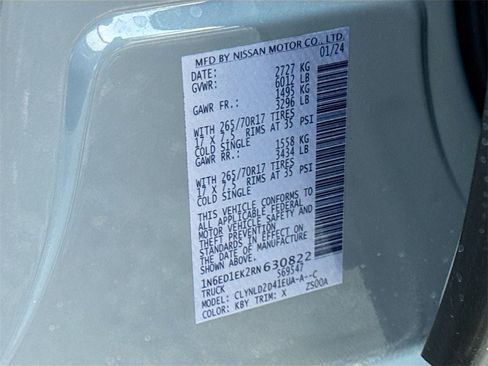 MFD BY NISSAN MOTOR CO., LTD.
DATE: 01/24
GVWR: 2727 KG
6012 LB
GAWR FR.: 1495 KG
3296 LB
WITH 265/70R17 TIRES
17 X 7.5 RIMS AT 35 PSI
COLD SINGLE
GAWR RR.: 1558 KG
3434 LB
WITH 265/70R17 TIRES
17 X 7.5 RIMS AT 35 PSI
COLD SINGLE
THIS VEHICLE CONFORMS TO
ALL APPLICABLE FEDERAL
MOTOR VEHICLE SAFETY AND
THEFT PREVENTION
STANDARDS IN EFFECT ON
THE DATE OF MANUFACTURE
SHOWN ABOVE.
1N6ED1EK2RN630822
TRUCK 569547
MODEL: CLYNLD2D41EUA-A--C
COLOR: KBY TRIM: X ZS00A